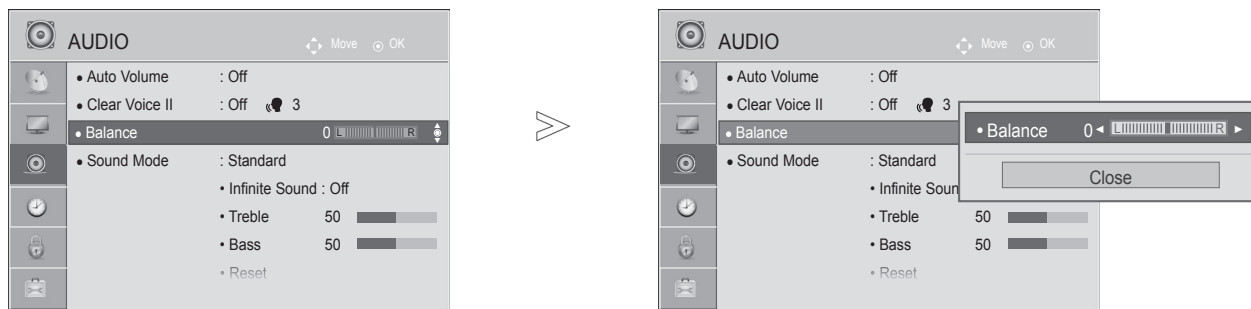 AUDIO
Move OK
• Auto Volume : Off
• Clear Voice II : Off 3
• Balance 0 L R
• Sound Mode : Standard
• Infinite Sound : Off
• Treble 50
• Bass 50
• Reset
AUDIO
Move OK
• Auto Volume : Off
• Clear Voice II : Off 3
• Balance
• Sound Mode : Standard
• Infinite Soun
• Treble 50
• Bass 50
• Reset
• Balance 0 L R
Close